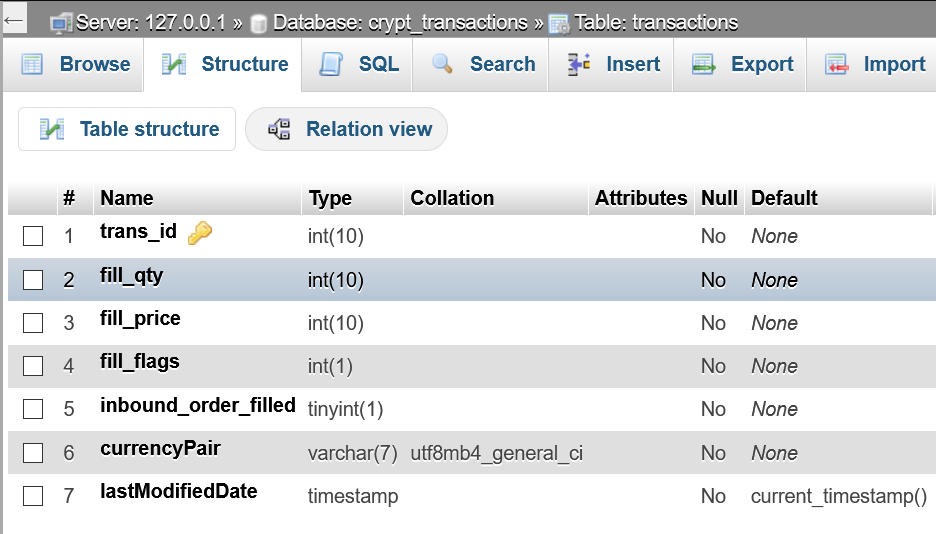 ← Server: 127.0.0.1 » Database: crypt_transactions » Table: transactions
Browse Structure SQL Search Insert Export Import
Table structure Relation view
# Name Type Collation Attributes Null Default
1 trans_id int(10) No None
2 fill_qty int(10) No None
3 fill_price int(10) No None
4 fill_flags int(1) No None
5 inbound_order_filled tinyint(1) No None
6 currencyPair varchar(7) utf8mb4_general_ci No None
7 lastModifiedDate timestamp No current_timestamp()